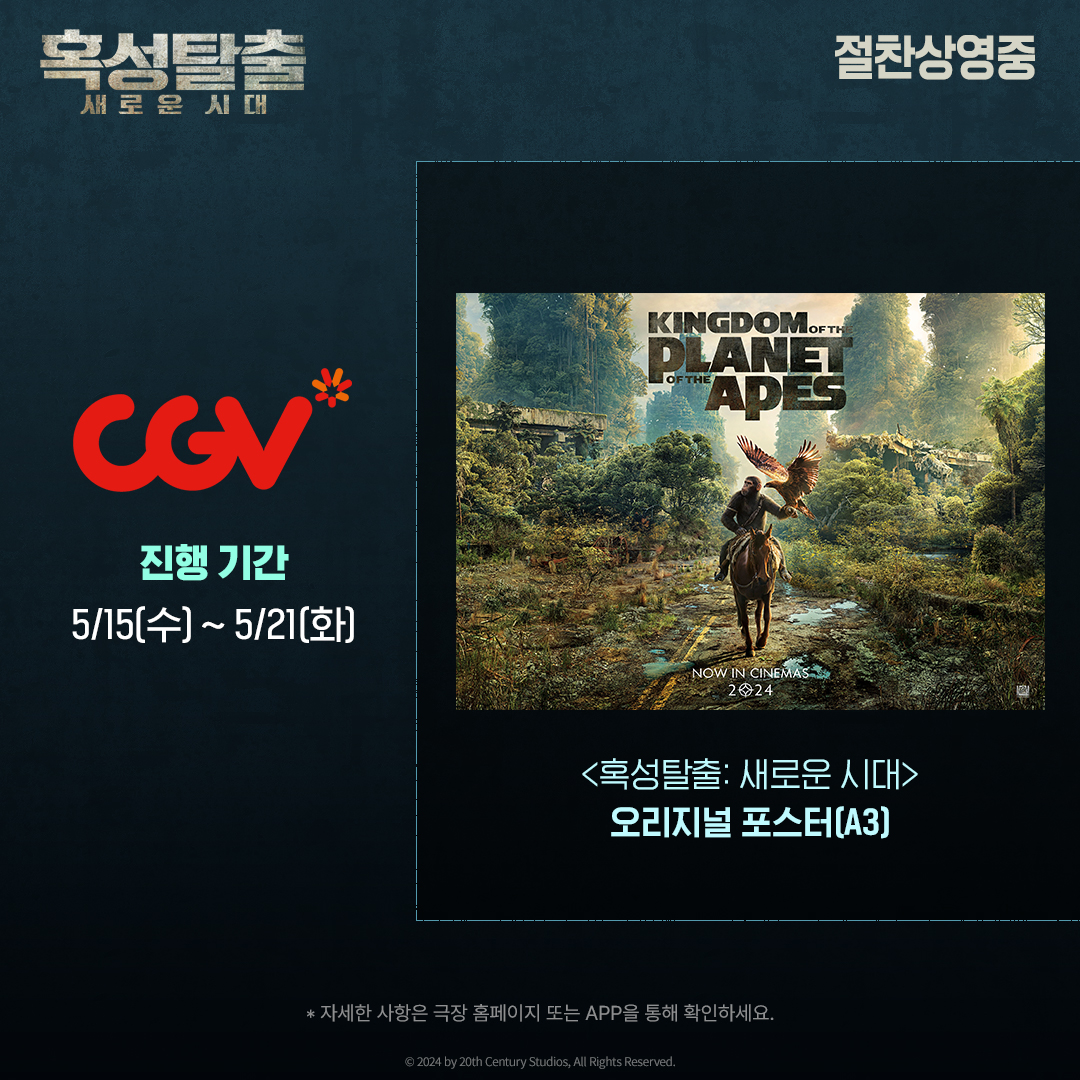 혹성탈출
새로운 시대
절찬상영중
CGV
진행 기간
5/15(수) ~ 5/21(화)
KINGDOM OF THE
PLANET
OF THE APES
NOW IN CINEMAS
2024
<혹성탈출: 새로운 시대>
오리지널 포스터(A3)
* 자세한 사항은 극장 홈페이지 또는 APP을 통해 확인하세요.
© 2024 by 20th Century Studios, All Rights Reserved.